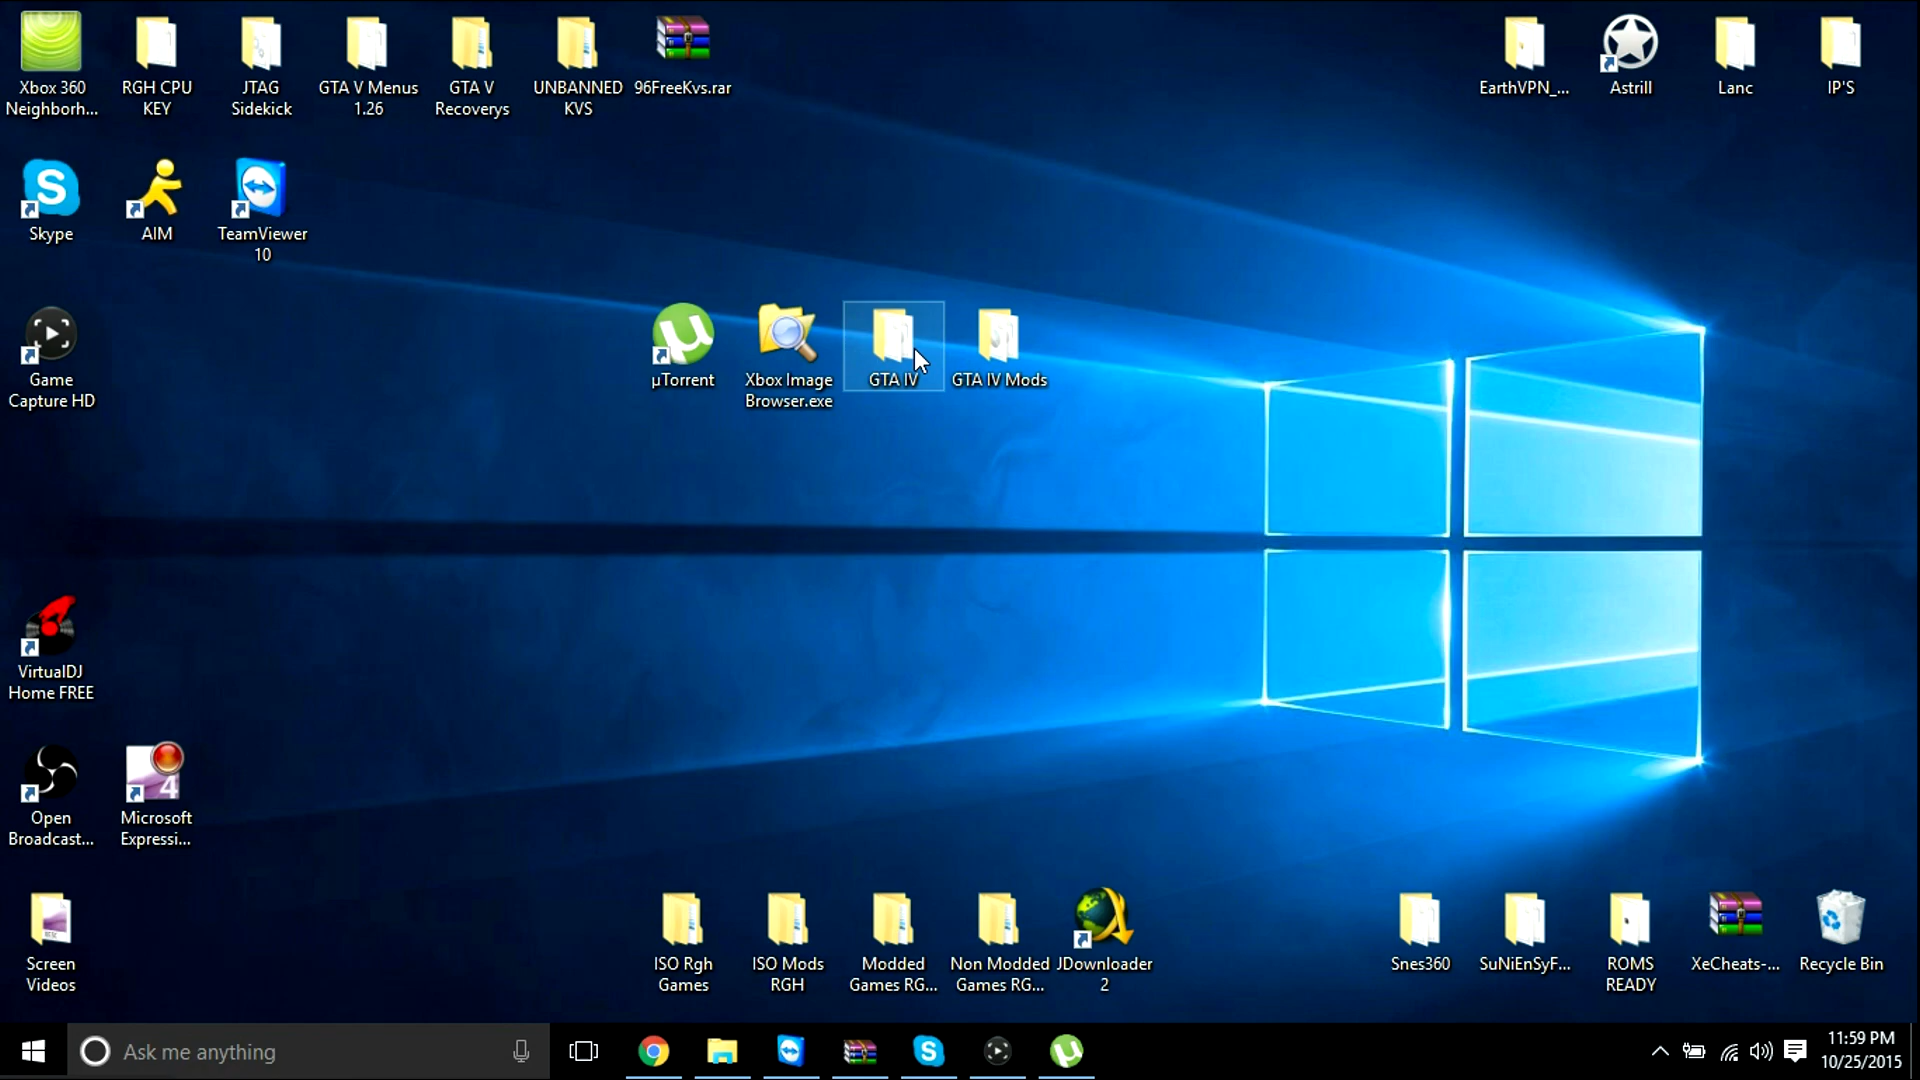 Xbox 360
Neighborh...
RGH CPU
KEY
JTAG
Sidekick
GTA V Menus
1.26
GTA V
Recoverys
UNBANNED
KVS
96FreeKvs.rar
EarthVPN_...
Astrill
Lanc
IP'S
Skype
AIM
TeamViewer
10
Game
Capture HD
µTorrent
Xbox Image
Browser.exe
GTA IV
GTA IV Mods
VirtualDJ
Home FREE
Open
Broadcast...
Microsoft
Expressi...
4
Screen
Videos
ISO Rgh
Games
ISO Mods
RGH
Modded
Games RG...
Non Modded
Games RG...
JDownloader
2
Snes360
SuNiEnSyF...
ROMS
READY
XeCheats-...
Recycle Bin
Ask me anything
11:59 PM
10/25/2015